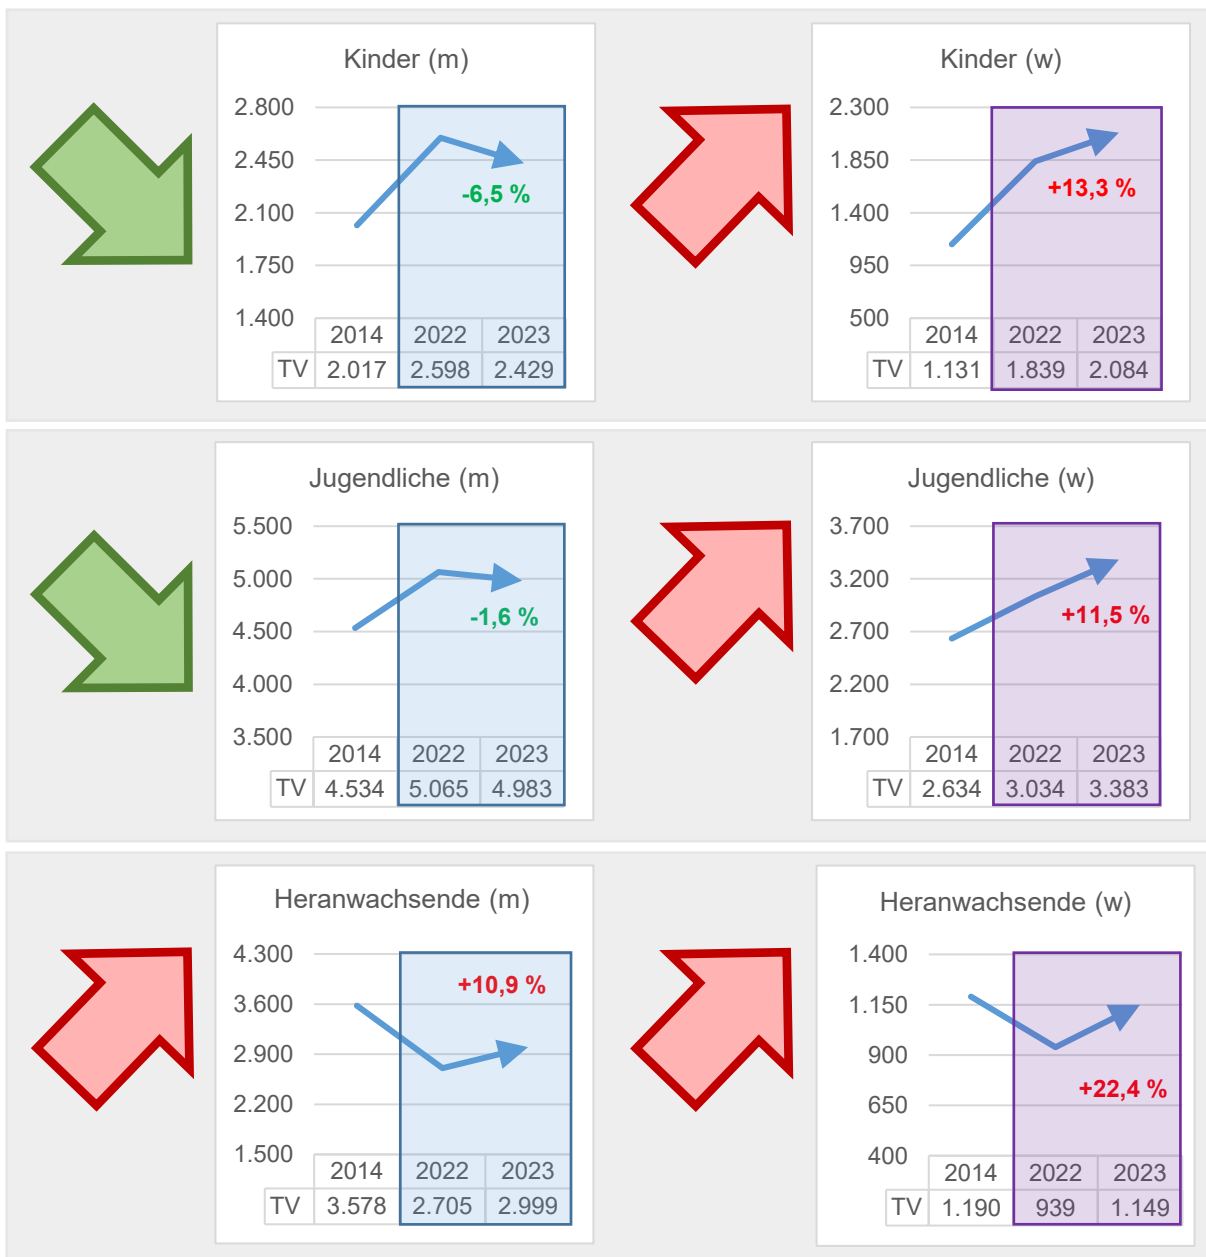 Kinder (m)
2.800
2.450
-6,5 %
2.100
1.750
1.400
2014 2022 2023
TV 2.017 2.598 2.429
Kinder (w)
2.300
1.850
+13,3 %
1.400
950
500
2014 2022 2023
TV 1.131 1.839 2.084
Jugendliche (m)
5.500
5.000
-1,6 %
4.500
4.000
3.500
2014 2022 2023
TV 4.534 5.065 4.983
Jugendliche (w)
3.700
3.200
+11,5 %
2.700
2.200
1.700
2014 2022 2023
TV 2.634 3.034 3.383
Heranwachsende (m)
4.300
+10,9 %
3.600
2.900
2.200
1.500
2014 2022 2023
TV 3.578 2.705 2.999
Heranwachsende (w)
1.400
1.150
900
+22,4 %
650
400
2014 2022 2023
TV 1.190 939 1.149